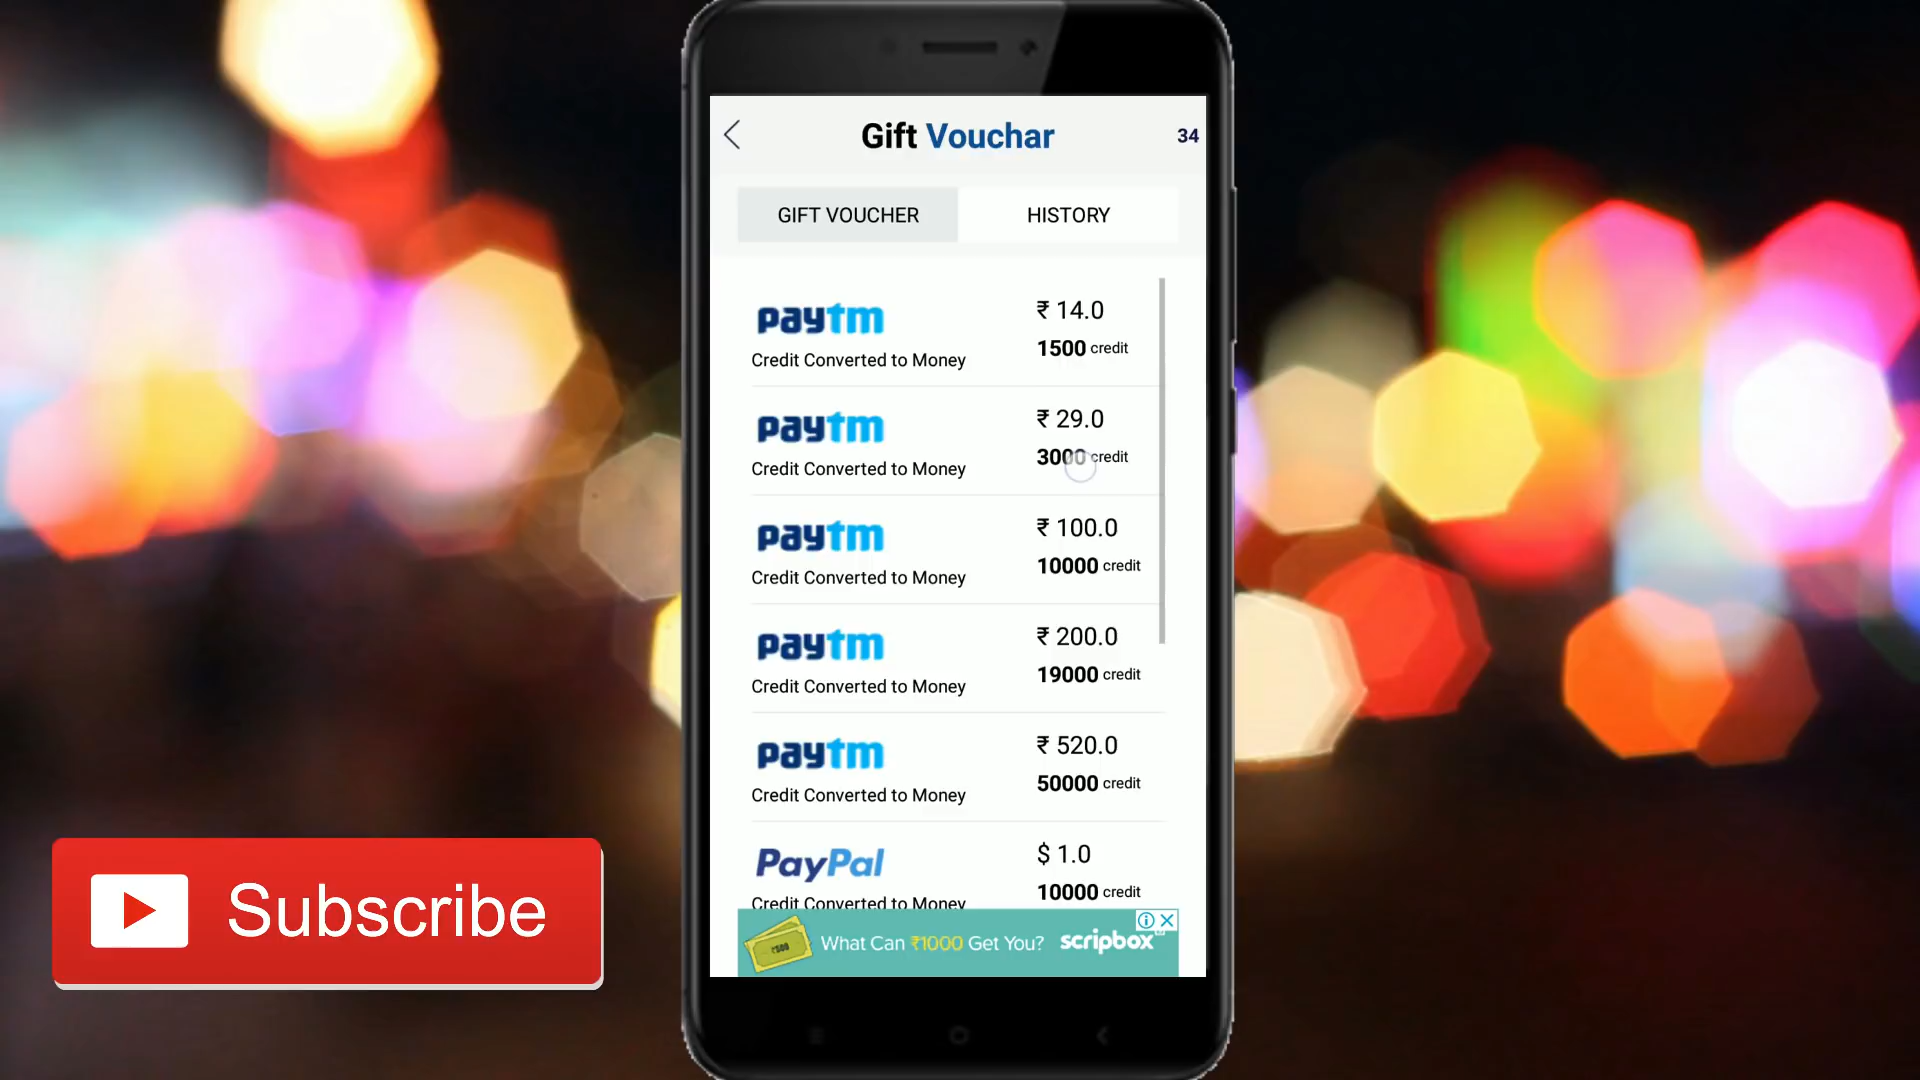 Gift Vouchar
34
GIFT VOUCHER
HISTORY
paytm
₹ 14.0
Credit Converted to Money
1500 credit
paytm
₹ 29.0
Credit Converted to Money
3000 credit
paytm
₹ 100.0
Credit Converted to Money
10000 credit
paytm
₹ 200.0
Credit Converted to Money
19000 credit
paytm
₹ 520.0
Credit Converted to Money
50000 credit
PayPal
$ 1.0
Credit Converted to Money
10000 credit
₹500
What Can ₹1000 Get You?
scripbox
Subscribe